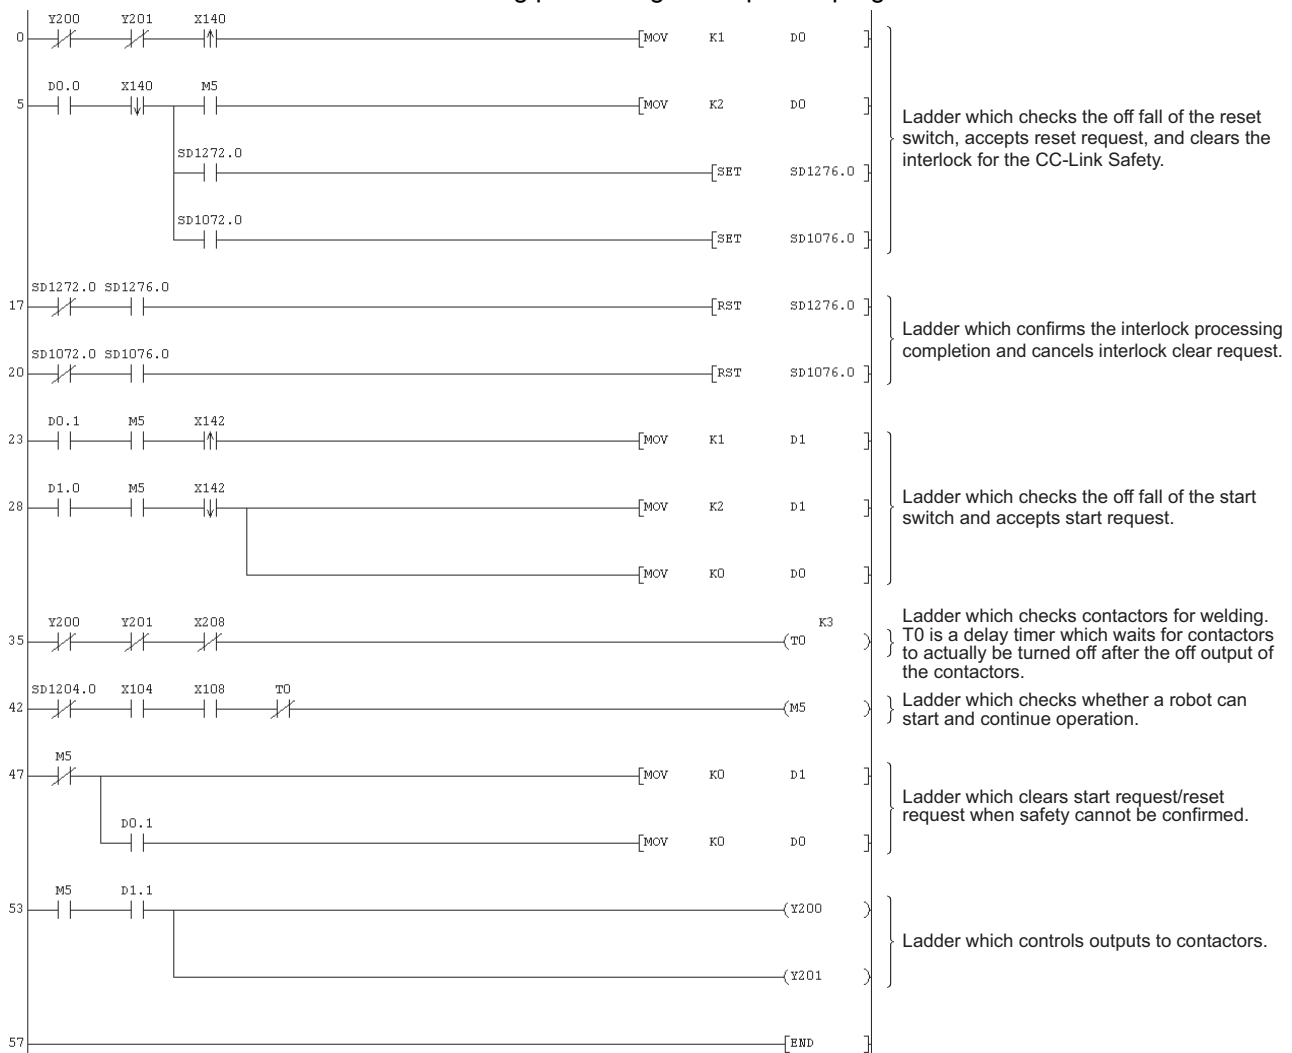 Y200 Y201 X140
0 MOV K1 D0
D0.0 X140 M5
5 MOV K2 D0
Ladder which checks the off fall of the reset
switch, accepts reset request, and clears the
interlock for the CC-Link Safety.
SD1272.0
SET SD1276.0
SD1072.0
SET SD1076.0
SD1272.0 SD1276.0
17 RST SD1276.0
Ladder which confirms the interlock processing
completion and cancels interlock clear request.
SD1072.0 SD1076.0
20 RST SD1076.0
D0.1 M5 X142
23 MOV K1 D1
D1.0 M5 X142
28 MOV K2 D1
Ladder which checks the off fall of the start
switch and accepts start request.
MOV K0 D0
Y200 Y201 X208 K3
35 T0
Ladder which checks contactors for welding.
T0 is a delay timer which waits for contactors
to actually be turned off after the off output of
the contactors.
SD1204.0 X104 X108 T0
42 M5
Ladder which checks whether a robot can
start and continue operation.
M5
47 MOV K0 D1
Ladder which clears start request/reset
request when safety cannot be confirmed.
D0.1
MOV K0 D0
M5 D1.1
53 Y200
Ladder which controls outputs to contactors.
Y201
57 END